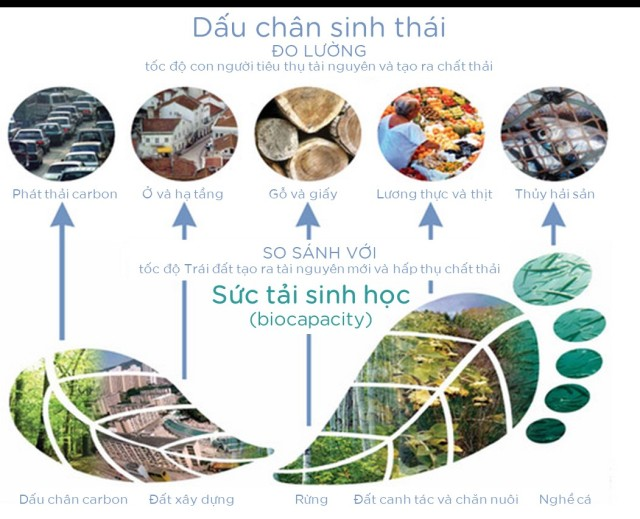 Dấu chân sinh thái
ĐO LƯỜNG
tốc độ con người tiêu thụ tài nguyên và tạo ra chất thải
Phát thải carbon
Ở và hạ tầng
Gỗ và giấy
Lương thực và thịt
Thủy hải sản
SO SÁNH VỚI
tốc độ Trái đất tạo ra tài nguyên mới và hấp thụ chất thải
Sức tải sinh học
(biocapacity)
Dấu chân carbon
Đất xây dựng
Rừng
Đất canh tác và chăn nuôi
Nghề cá